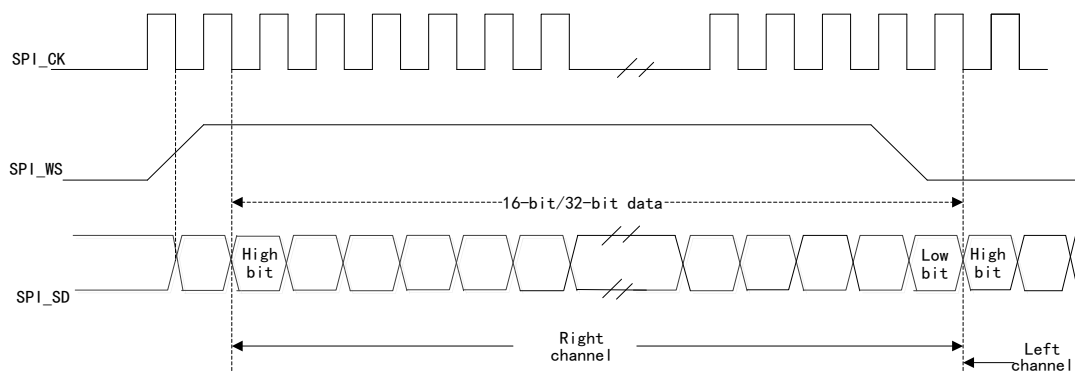 SPI_CK
SPI_WS
16-bit/32-bit data
High
bit
Low
bit
High
bit
SPI_SD
Right
channel
Left
channel